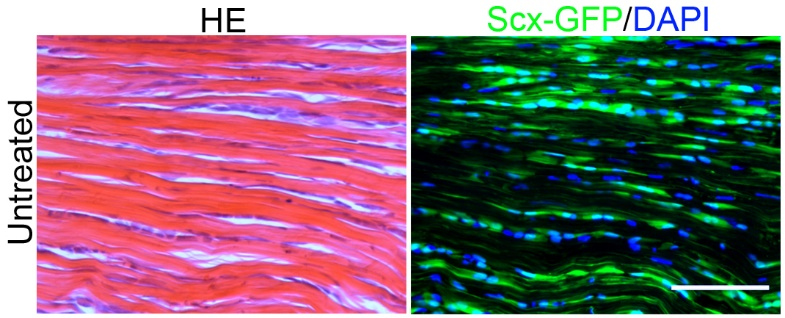 HE
Scx-GFP/DAPI
Untreated